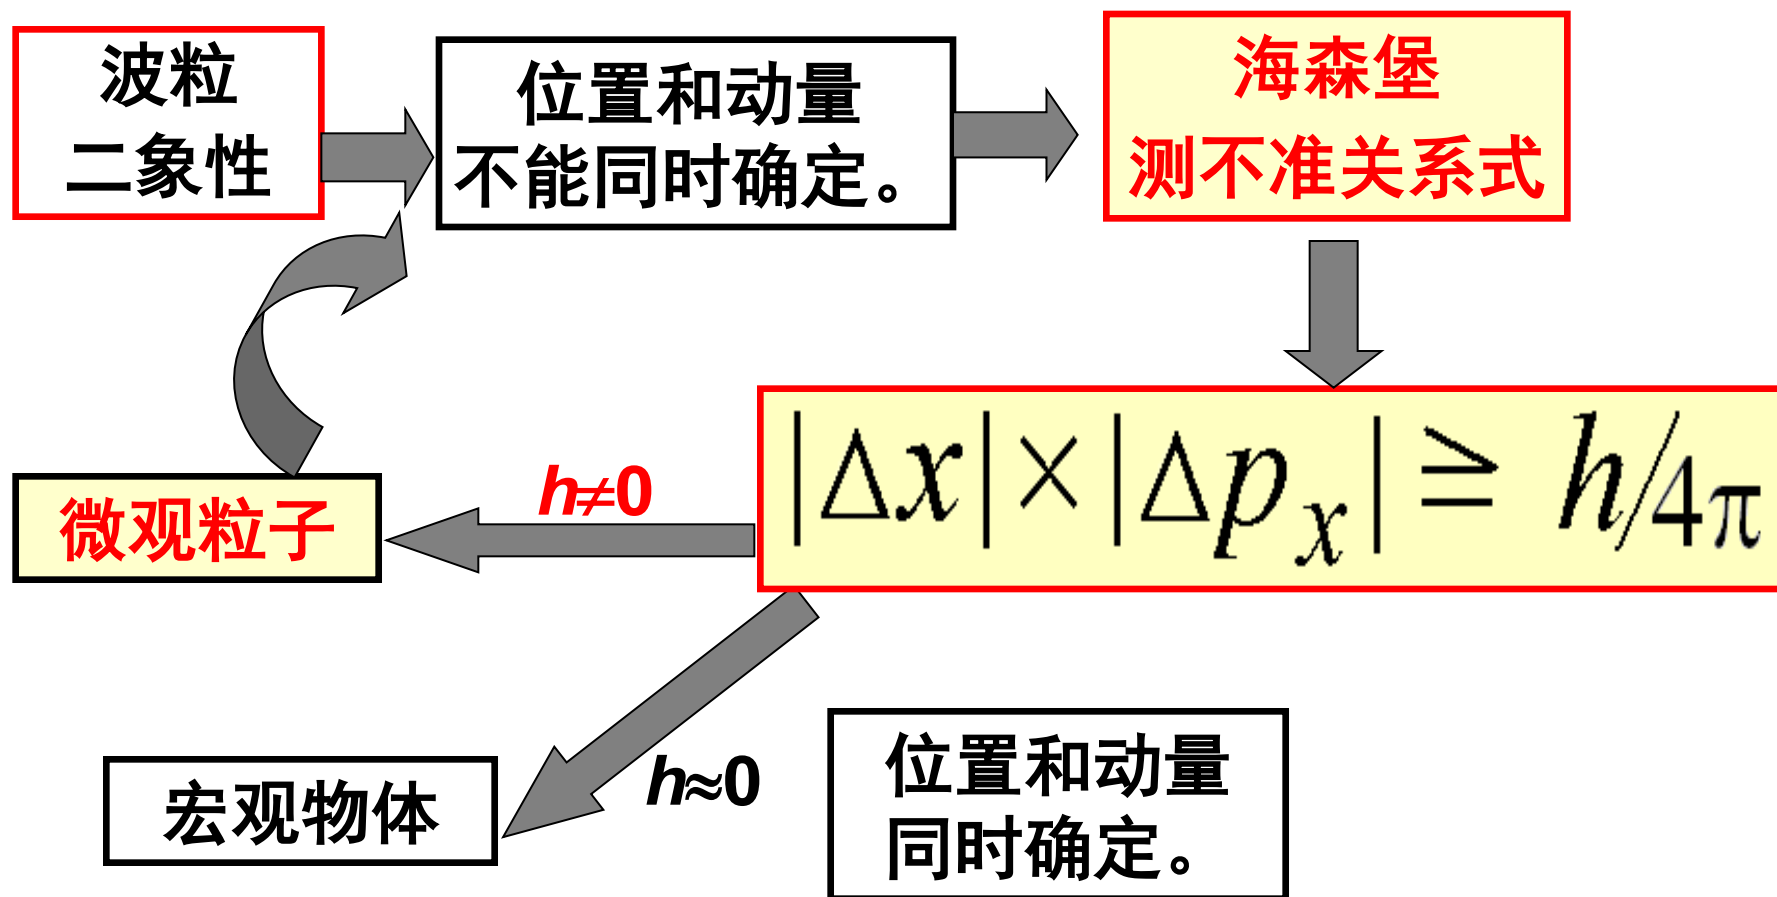 波粒
二象性
位置和动量
不能同时确定。
海森堡
测不准关系式
|Δx|×|Δpₓ|≧ h/4π
h≠0
微观粒子
h≈0
宏观物体
位置和动量
同时确定。